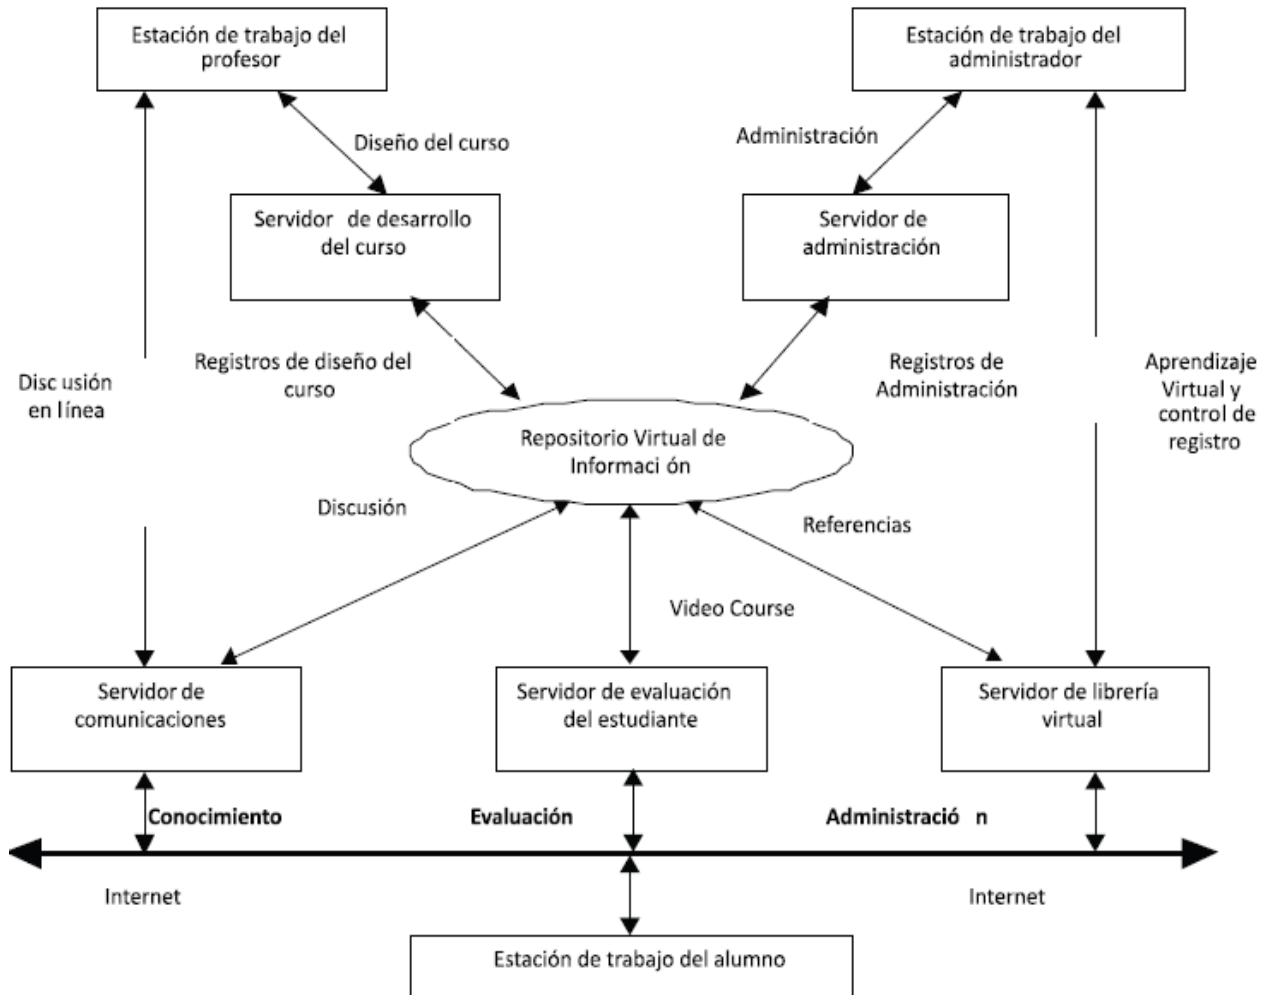 Estación de trabajo del
profesor
Estación de trabajo del
administrador
Diseño del curso
Administración
Servidor de desarrollo
del curso
Servidor de
administración
Registros de diseño del
curso
Registros de
Administración
Disc usión
en línea
Aprendizaje
Virtual y
control de
registro
Repositorio Virtual de
Informaci ón
Discusión
Referencias
Video Course
Servidor de
comunicaciones
Servidor de evaluación
del estudiante
Servidor de librería
virtual
Conocimiento
Evaluación
Administració n
Internet
Internet
Estación de trabajo del alumno